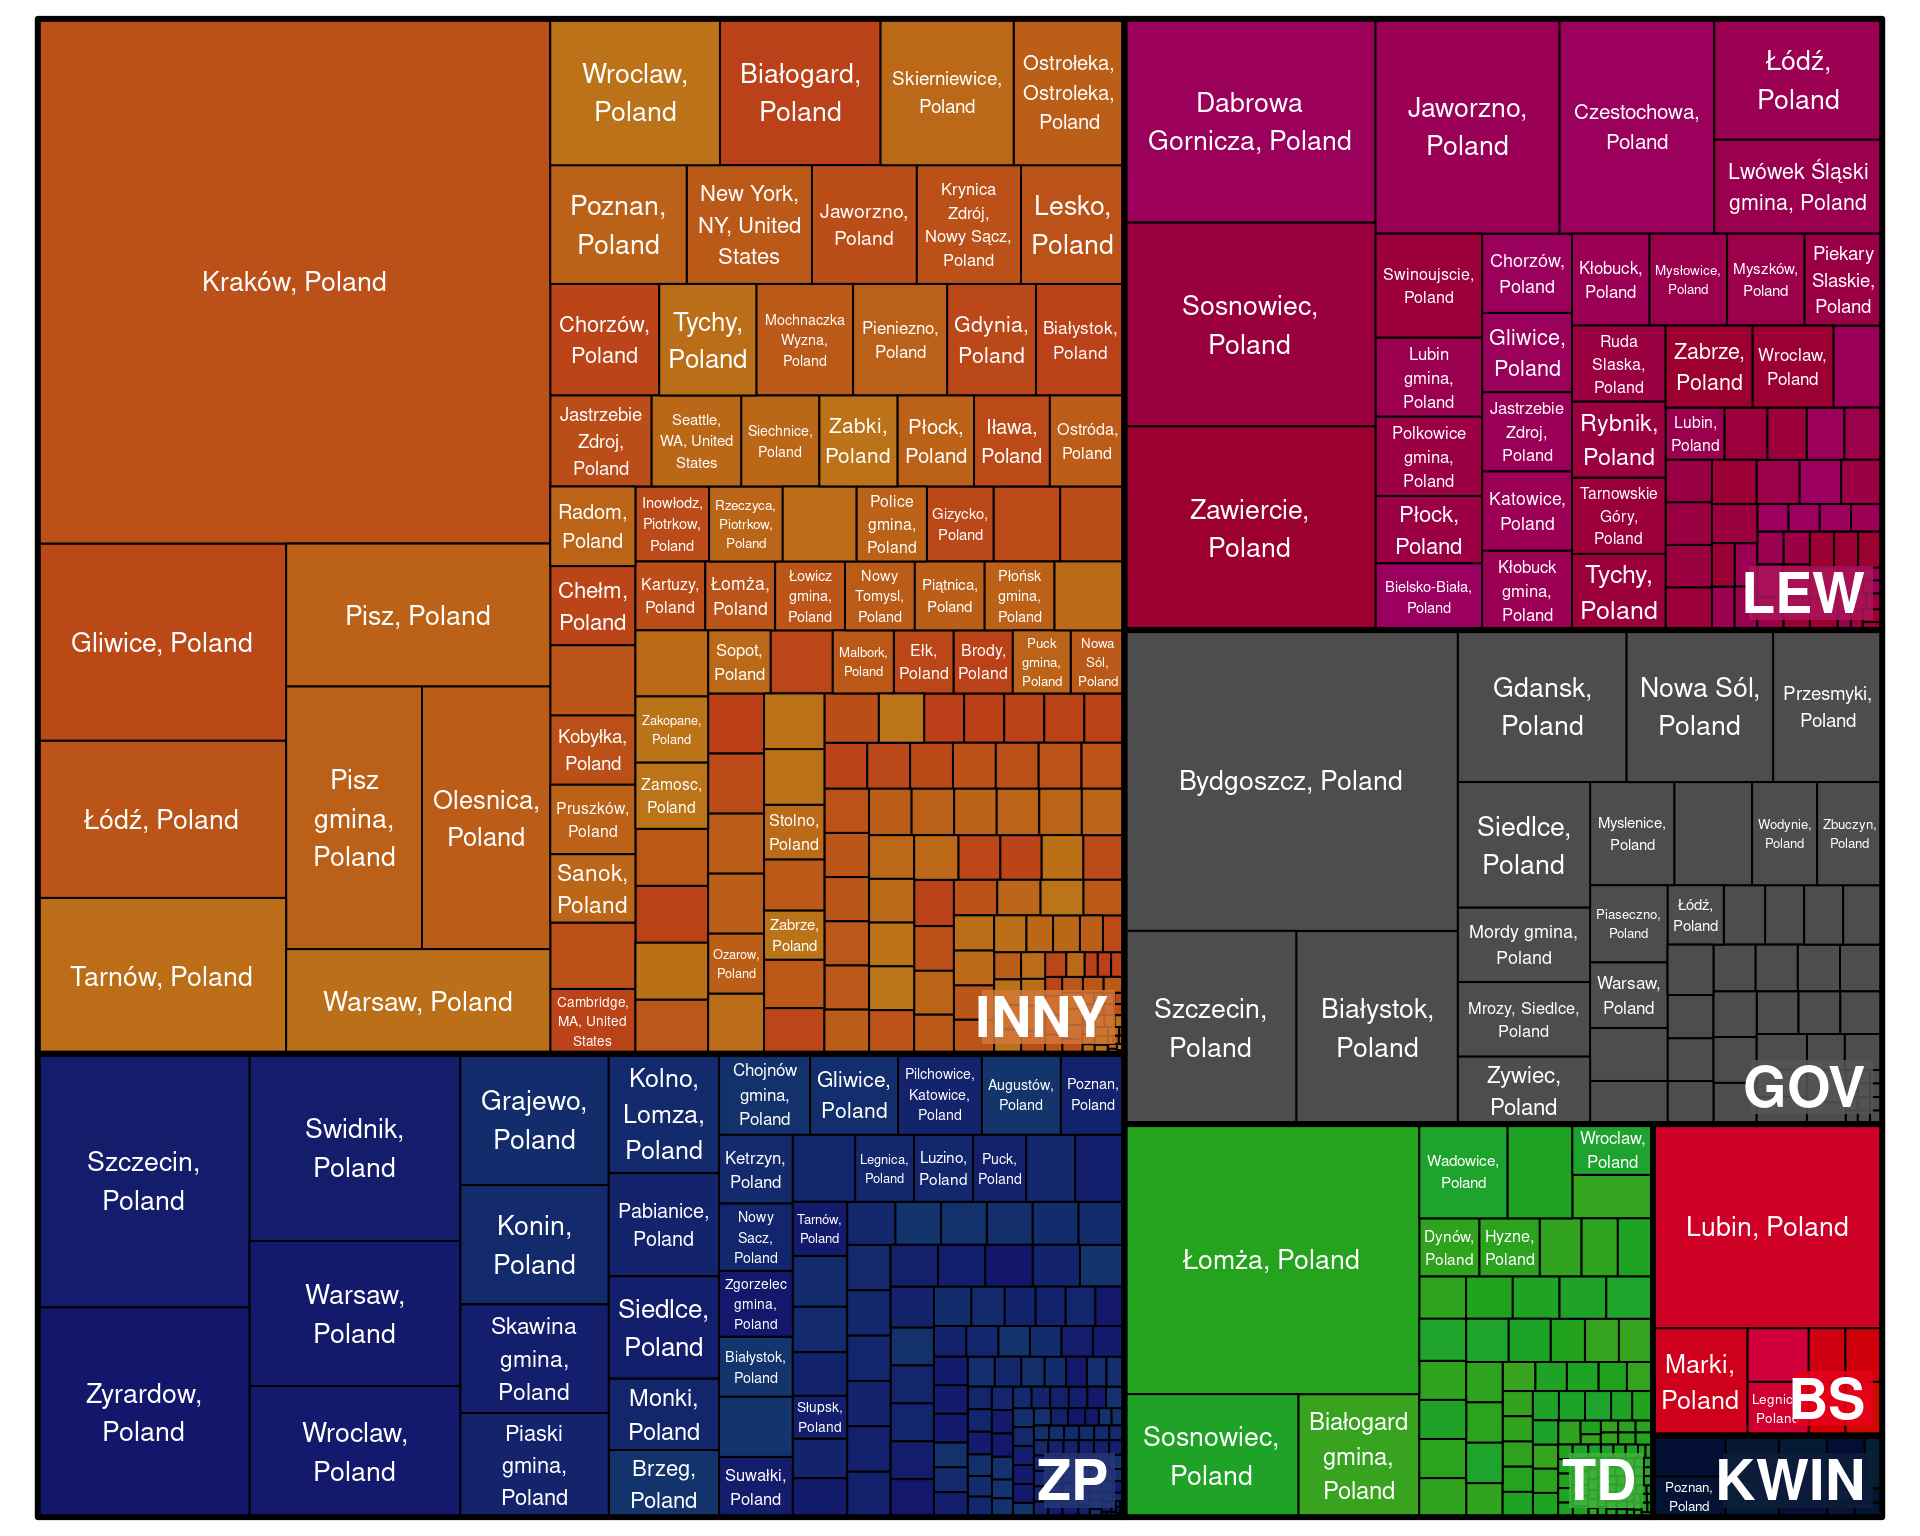 Kraków, Poland
Wroclaw,
Poland
Białogard,
Poland
Skierniewice,
Poland
Ostrołeka,
Ostroleka,
Poland
Poznan,
Poland
New York,
NY, United
States
Jaworzno,
Poland
Krynica
Zdrój,
Nowy Sącz,
Poland
Lesko,
Poland
Chorzów,
Poland
Tychy,
Poland
Mochnaczka
Wyzna,
Poland
Pieniezno,
Poland
Gdynia,
Poland
Białystok,
Poland
Jastrzebie
Zdroj,
Poland
Seattle,
WA, United
States
Siechnice,
Poland
Zabki,
Poland
Płock,
Poland
Iława,
Poland
Ostróda,
Poland
Radom,
Poland
Inowłodz,
Piotrkow,
Poland
Rzeczyca,
Piotrkow,
Poland
Police
gmina,
Poland
Gizycko,
Poland
Chełm,
Poland
Kartuzy,
Poland
Łomża,
Poland
Łowicz
gmina,
Poland
Nowy
Tomysl,
Poland
Piątnica,
Poland
Płońsk
gmina,
Poland
Sopot,
Poland
Malbork,
Poland
Ełk,
Poland
Brody,
Poland
Puck
gmina,
Poland
Nowa
Sól,
Poland
Gliwice, Poland
Pisz, Poland
Łódź, Poland
Pisz
gmina,
Poland
Olesnica,
Poland
Tarnów, Poland
Warsaw, Poland
Kobyłka,
Poland
Zakopane,
Poland
Zamosc,
Poland
Pruszków,
Poland
Stolno,
Poland
Sanok,
Poland
Zabrze,
Poland
Ozarow,
Poland
Cambridge,
MA, United
States
INNY
Dabrowa
Gornicza, Poland
Jaworzno,
Poland
Czestochowa,
Poland
Łódź,
Poland
Lwówek Śląski
gmina, Poland
Sosnowiec,
Poland
Zawiercie,
Poland
Swinoujscie,
Poland
Chorzów,
Poland
Kłobuck,
Poland
Mysłowice,
Poland
Myszków,
Poland
Piekary
Slaskie,
Poland
Lubin
gmina,
Poland
Gliwice,
Poland
Ruda
Slaska,
Poland
Zabrze,
Poland
Wroclaw,
Poland
Polkowice
gmina,
Poland
Jastrzebie
Zdroj,
Poland
Rybnik,
Poland
Lubin,
Poland
Płock,
Poland
Katowice,
Poland
Tarnowskie
Góry,
Poland
Bielsko-Biała,
Poland
Kłobuck
gmina,
Poland
Tychy,
Poland
LEW
Bydgoszcz, Poland
Gdansk,
Poland
Nowa Sól,
Poland
Przesmyki,
Poland
Siedlce,
Poland
Myslenice,
Poland
Wodynie,
Poland
Zbuczyn,
Poland
Szczecin,
Poland
Białystok,
Poland
Mordy gmina,
Poland
Piaseczno,
Poland
Łódź,
Poland
Mrozy, Siedlce,
Poland
Warsaw,
Poland
Zywiec,
Poland
GOV
Szczecin,
Poland
Zyrardow,
Poland
Swidnik,
Poland
Warsaw,
Poland
Wroclaw,
Poland
Grajewo,
Poland
Konin,
Poland
Skawina
gmina,
Poland
Piaski
gmina,
Poland
Kolno,
Lomza,
Poland
Pabianice,
Poland
Siedlce,
Poland
Monki,
Poland
Brzeg,
Poland
Chojnów
gmina,
Poland
Gliwice,
Poland
Pilchowice,
Katowice,
Poland
Augustów,
Poland
Poznan,
Poland
Ketrzyn,
Poland
Legnica,
Poland
Luzino,
Poland
Puck,
Poland
Nowy
Sacz,
Poland
Tarnów,
Poland
Zgorzelec
gmina,
Poland
Białystok,
Poland
Słupsk,
Poland
Suwałki,
Poland
ZP
Łomża, Poland
Sosnowiec,
Poland
Białogard
gmina,
Poland
Wadowice,
Poland
Wroclaw,
Poland
Dynów,
Poland
Hyzne,
Poland
TD
Lubin, Poland
Marki,
Poland
BS
Poznan,
Poland
KWIN